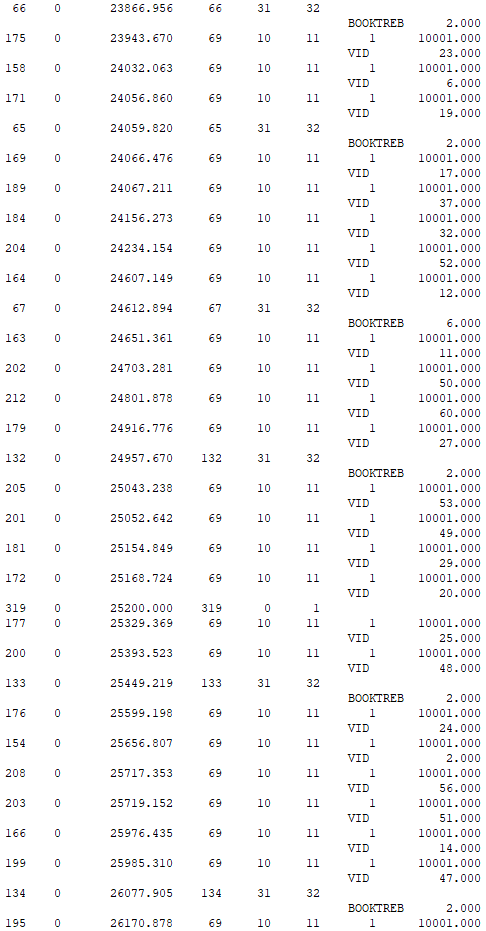 66 0 23866.956 66 31 32
BOOKTREB 2.000
175 0 23943.670 69 10 11 1 10001.000
VID 23.000
158 0 24032.063 69 10 11 1 10001.000
VID 6.000
171 0 24056.860 69 10 11 1 10001.000
VID 19.000
65 0 24059.820 65 31 32
BOOKTREB 2.000
169 0 24066.476 69 10 11 1 10001.000
VID 17.000
189 0 24067.211 69 10 11 1 10001.000
VID 37.000
184 0 24156.273 69 10 11 1 10001.000
VID 32.000
204 0 24234.154 69 10 11 1 10001.000
VID 52.000
164 0 24607.149 69 10 11 1 10001.000
VID 12.000
67 0 24612.894 67 31 32
BOOKTREB 6.000
163 0 24651.361 69 10 11 1 10001.000
VID 11.000
202 0 24703.281 69 10 11 1 10001.000
VID 50.000
212 0 24801.878 69 10 11 1 10001.000
VID 60.000
179 0 24916.776 69 10 11 1 10001.000
VID 27.000
132 0 24957.670 132 31 32
BOOKTREB 2.000
205 0 25043.238 69 10 11 1 10001.000
VID 53.000
201 0 25052.642 69 10 11 1 10001.000
VID 49.000
181 0 25154.849 69 10 11 1 10001.000
VID 29.000
172 0 25168.724 69 10 11 1 10001.000
VID 20.000
319 0 25200.000 319 0 1
177 0 25329.369 69 10 11 1 10001.000
VID 25.000
200 0 25393.523 69 10 11 1 10001.000
VID 48.000
133 0 25449.219 133 31 32
BOOKTREB 2.000
176 0 25599.198 69 10 11 1 10001.000
VID 24.000
154 0 25656.807 69 10 11 1 10001.000
VID 2.000
208 0 25717.353 69 10 11 1 10001.000
VID 56.000
203 0 25719.152 69 10 11 1 10001.000
VID 51.000
166 0 25976.435 69 10 11 1 10001.000
VID 14.000
199 0 25985.310 69 10 11 1 10001.000
VID 47.000
134 0 26077.905 134 31 32
BOOKTREB 2.000
195 0 26170.878 69 10 11 1 10001.000